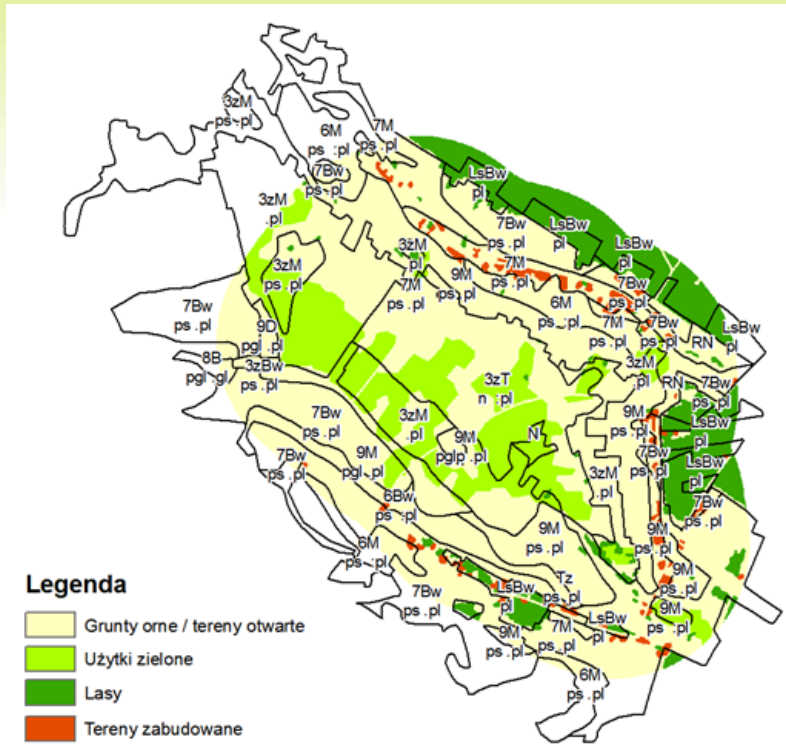 3zM
ps .pl
6M
ps :pl
7M
ps .pl
7Bw
ps .pl
LsBw
pl
3zM
.pl
7Bw
ps .pl
LsBw
pl
LsBw
pl
3zM
pl
7M
ps .pl
9M
ps .pl
7M
ps .pl
7Bw
ps .pl
3zM
ps .pl
6M
ps :pl
7M
ps .pl
7Bw
ps .pl
RN
LsBw
pl
7Bw
ps .pl
9D
pgl .pl
8B
pgl :gl
3zBw
ps .pl
3zT
n :pl
3zM
.pl
RN
7Bw
ps .pl
7Bw
ps .pl
3zM
.pl
9M
pglp .pl
N
9M
ps :pl
LsBw
pl
7Bw
ps .pl
9M
pgl .pl
7Bw
ps .pl
LsBw
pl
3zM
ps .pl
7Bw
ps .pl
6Bw
ps :pl
9M
ps .pl
9M
ps .pl
6M
ps :pl
9M
ps .pl
Tz
ps .pl
7Bw
ps .pl
LsBw
pl
LsBw
pl
9M
ps .pl
9M
ps .pl
7M
ps .pl
6M
ps .pl
Legenda
Grunty orne / tereny otwarte
Użytki zielone
Lasy
Tereny zabudowane